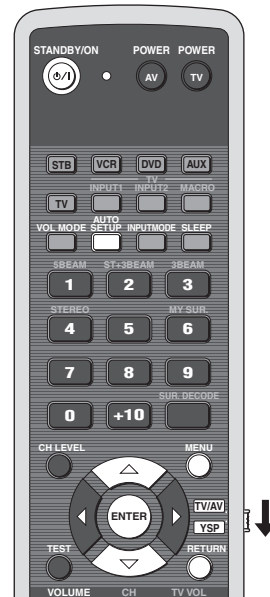 STANDBY/ON POWER POWER
AV TV
STB VCR DVD AUX
TV
INPUT1 INPUT2 MACRO
TV
AUTO
VOL MODE SETUP INPUTMODE SLEEP
5BEAM ST+3BEAM 3BEAM
1 2 3
STEREO MY SUR.
4 5 6
7 8 9
SUR. DECODE
0 +10
CH LEVEL MENU
TV/AV
ENTER
YSP
TEST RETURN
VOLUME CH TV VOL